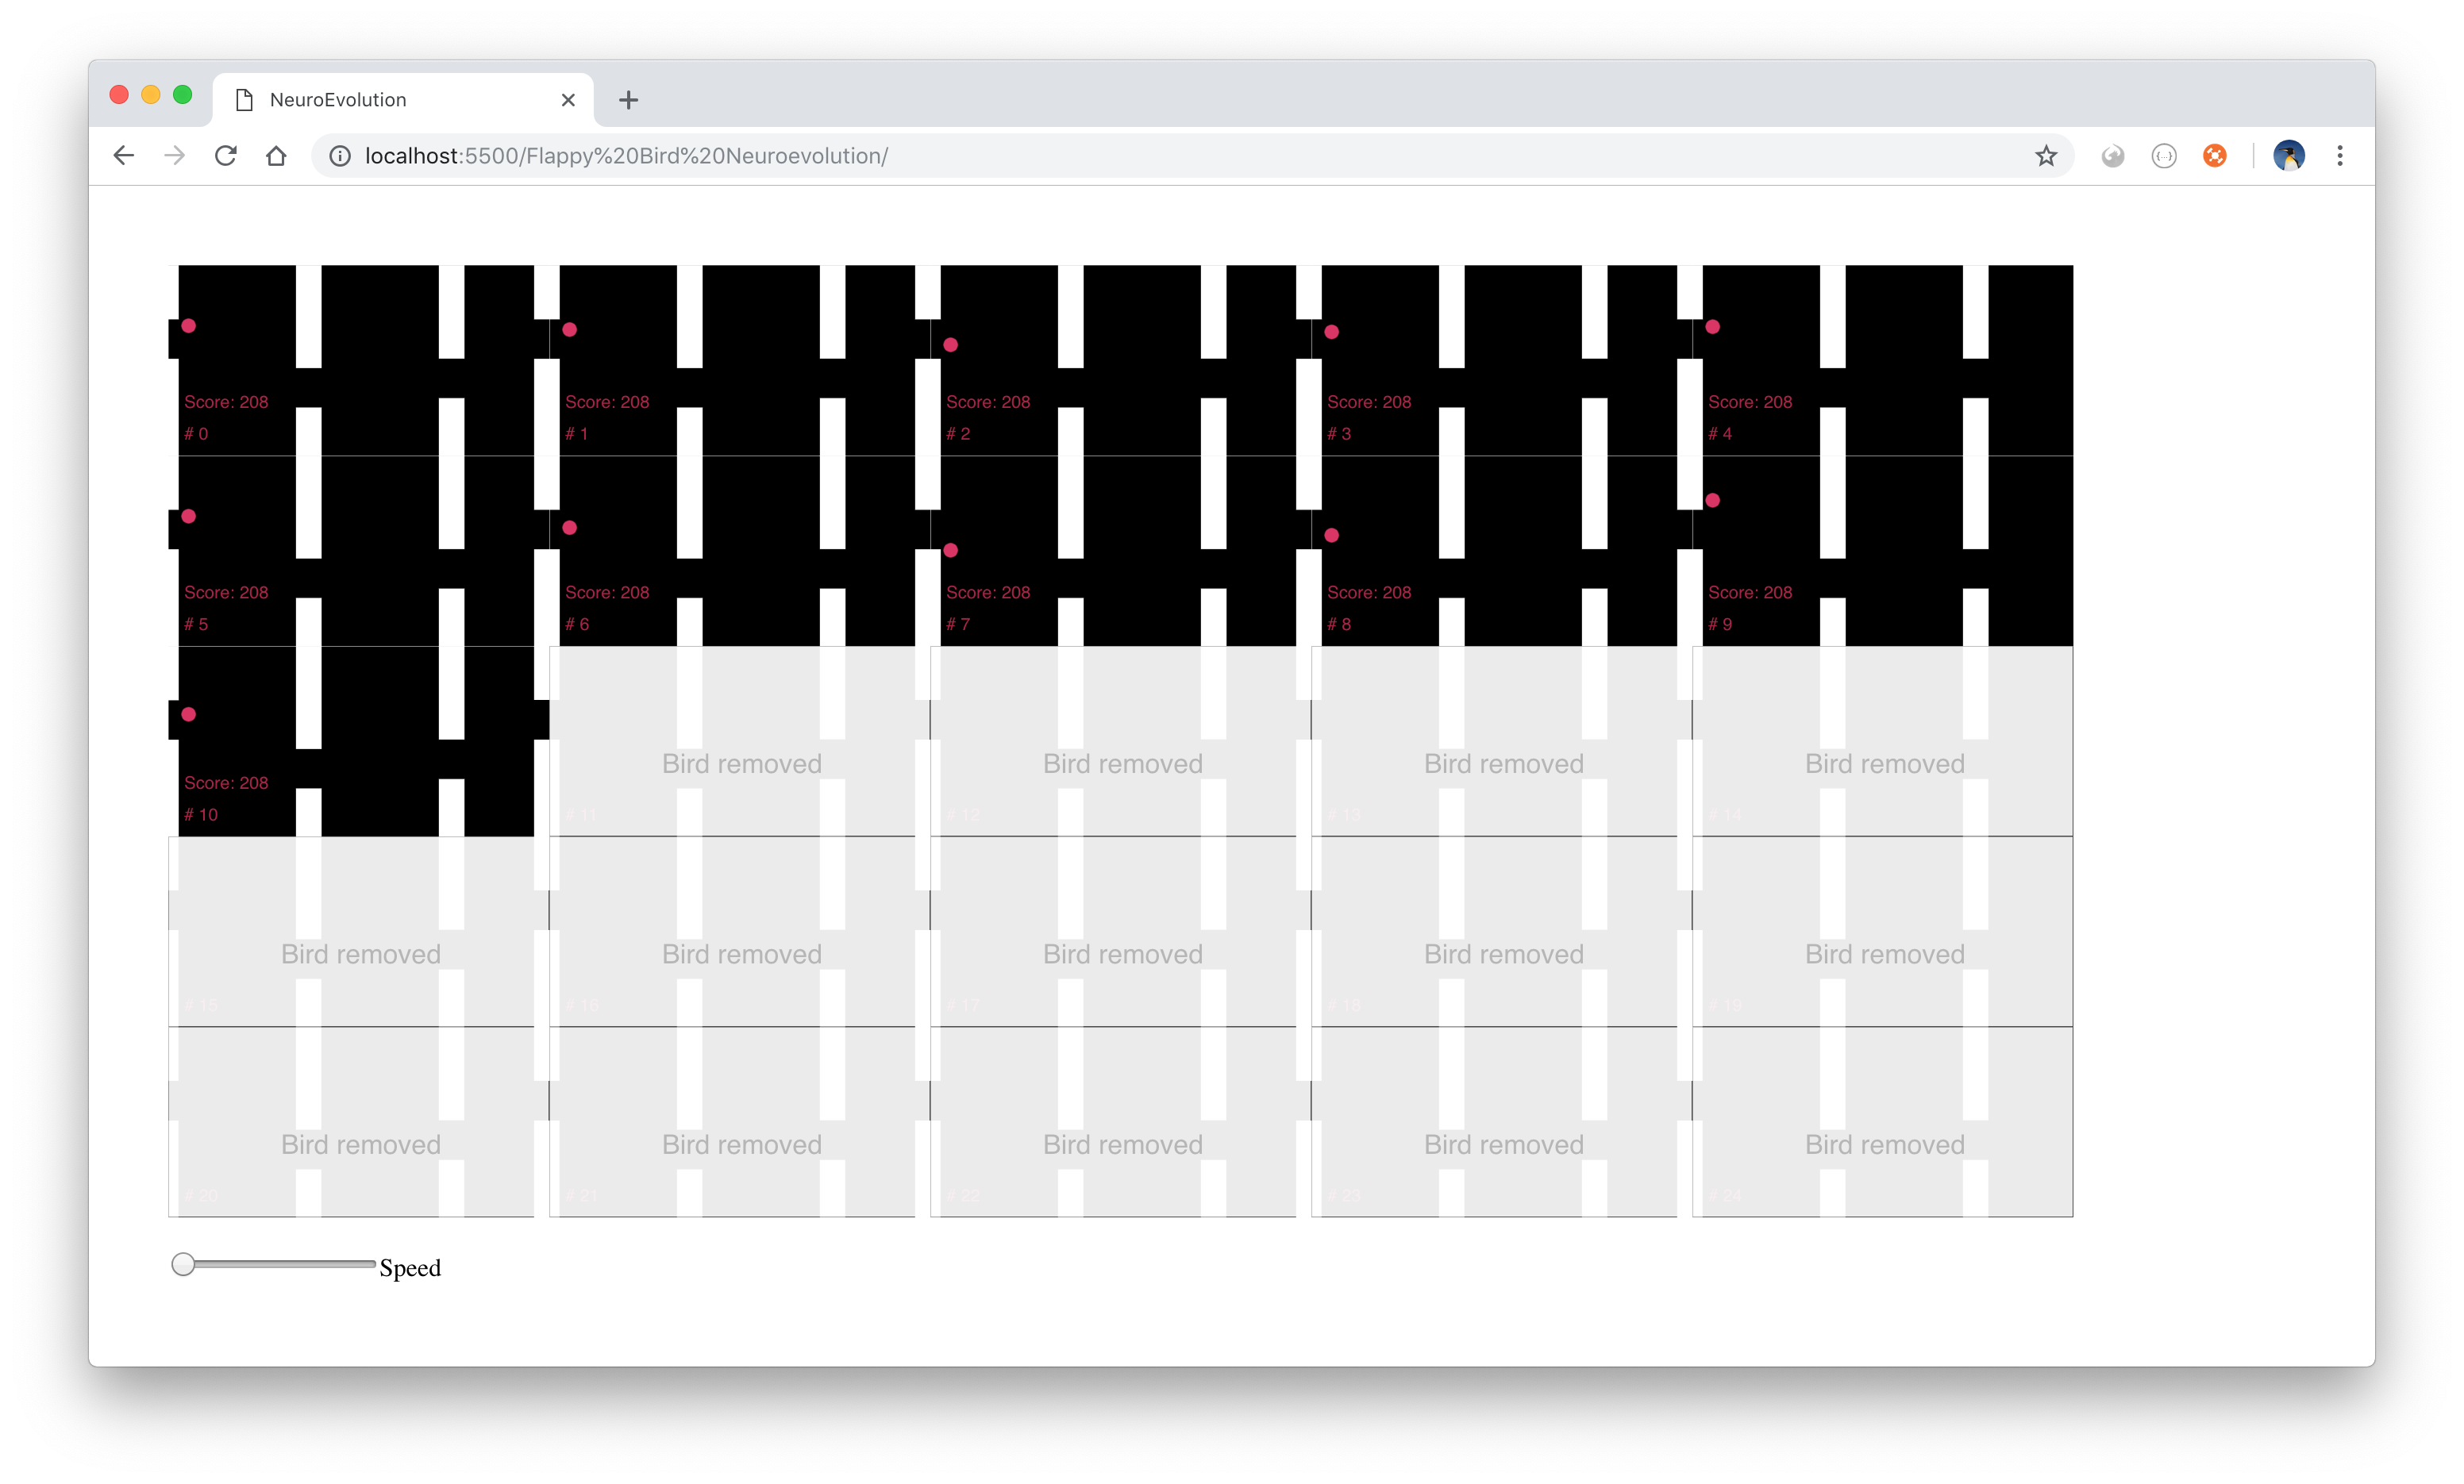 NeuroEvolution
localhost:5500/Flappy%20Bird%20Neuroevolution/
Score: 208
# 0
Score: 208
# 1
Score: 208
# 2
Score: 208
# 3
Score: 208
# 4
Score: 208
# 5
Score: 208
# 6
Score: 208
# 7
Score: 208
# 8
Score: 208
# 9
Score: 208
# 10
Bird removed
# 11
Bird removed
# 12
Bird removed
# 13
Bird removed
# 14
Bird removed
# 15
Bird removed
# 16
Bird removed
# 17
Bird removed
# 18
Bird removed
# 19
Bird removed
# 20
Bird removed
# 21
Bird removed
# 22
Bird removed
# 23
Bird removed
# 24
Speed